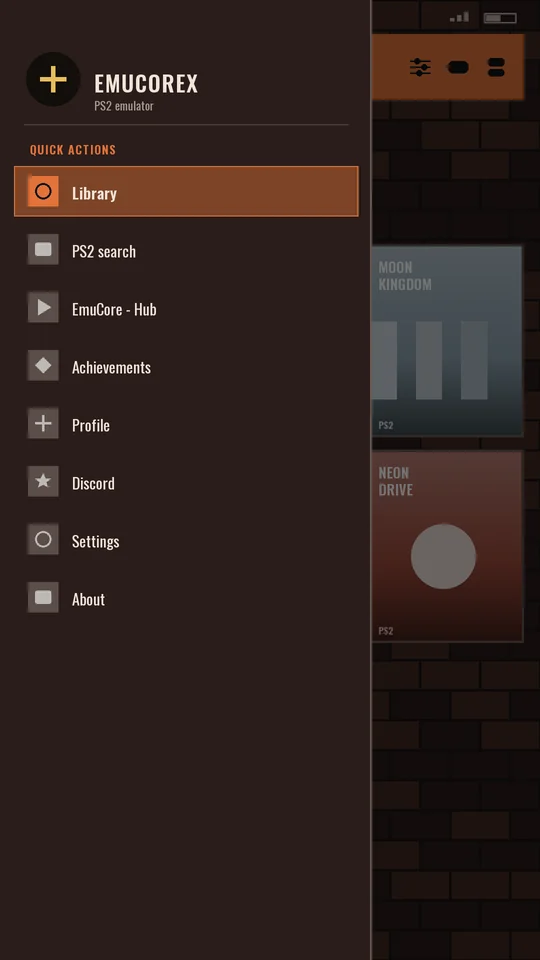 EMUCOREX
PS2 emulator
QUICK ACTIONS
Library
PS2 search
EmuCore - Hub
Achievements
Profile
Discord
Settings
About
MOON
KINGDOM
PS2
NEON
DRIVE
PS2